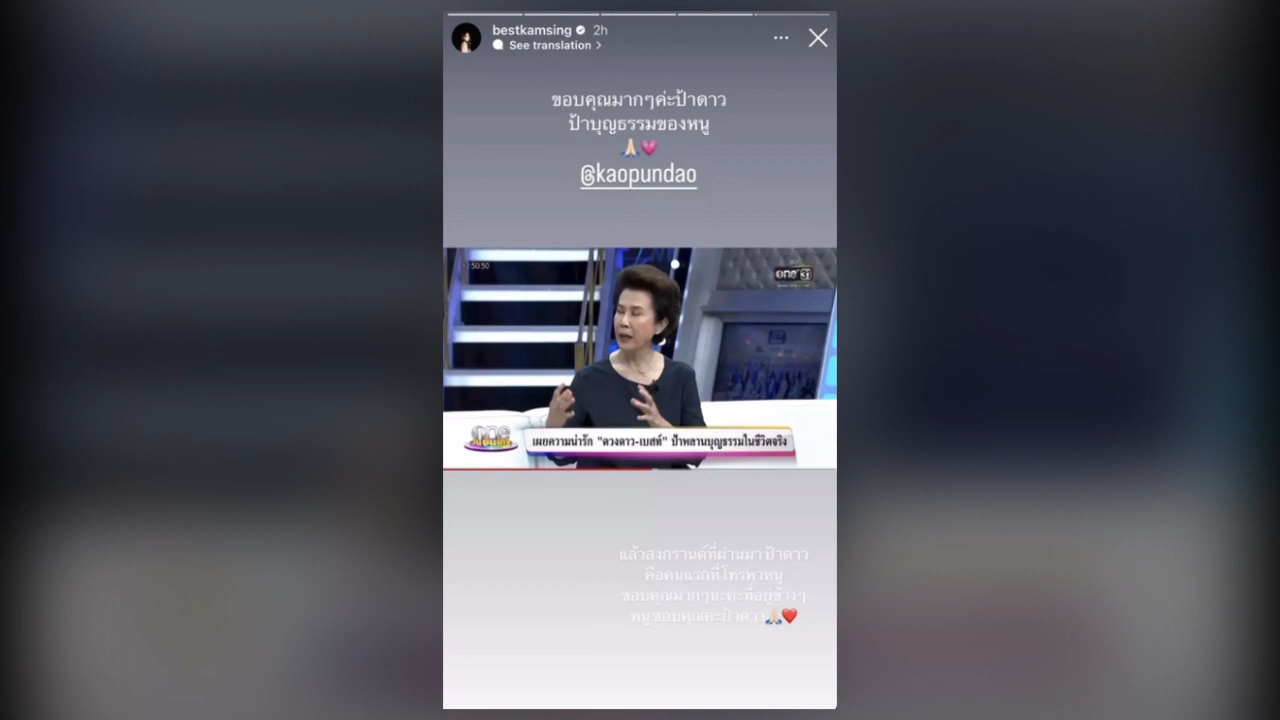 bestkamsing 2h
See translation >
ขอบคุณมากๆค่ะป้าดาว
ป้าบุญธรรมของหนู
🙏🏻💗
@kaopundao
12:50:50
one 31
one
เผยความน่ารัก "ดวงดาว-เบสท์" ป้าหลานบุญธรรมในชีวิตจริง
แล้วสงกรานต์ที่ผ่านมา ป้าดาว
คือคนแรกที่โทรหาหนู
ขอบคุณมากๆนะคะที่อยู่ข้างๆ
หนู ขอบคุณค่ะป้าดาว🙏🏻❤️